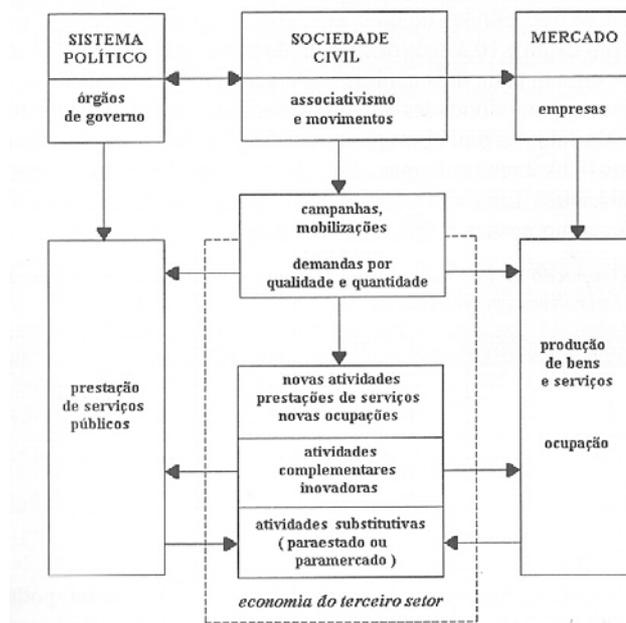 SISTEMA
POLÍTICO
órgãos
de governo
SOCIEDADE
CIVIL
associativismo
e movimentos
MERCADO
empresas
campanhas,
mobilizações
demandas por
qualidade e quantidade
prestação
de serviços
públicos
novas atividades
prestações de serviços
novas ocupações
atividades
complementares
inovadoras
atividades substitutivas
( paraestado ou
paramercado )
produção
de bens
e serviços
ocupação
economia do terceiro setor